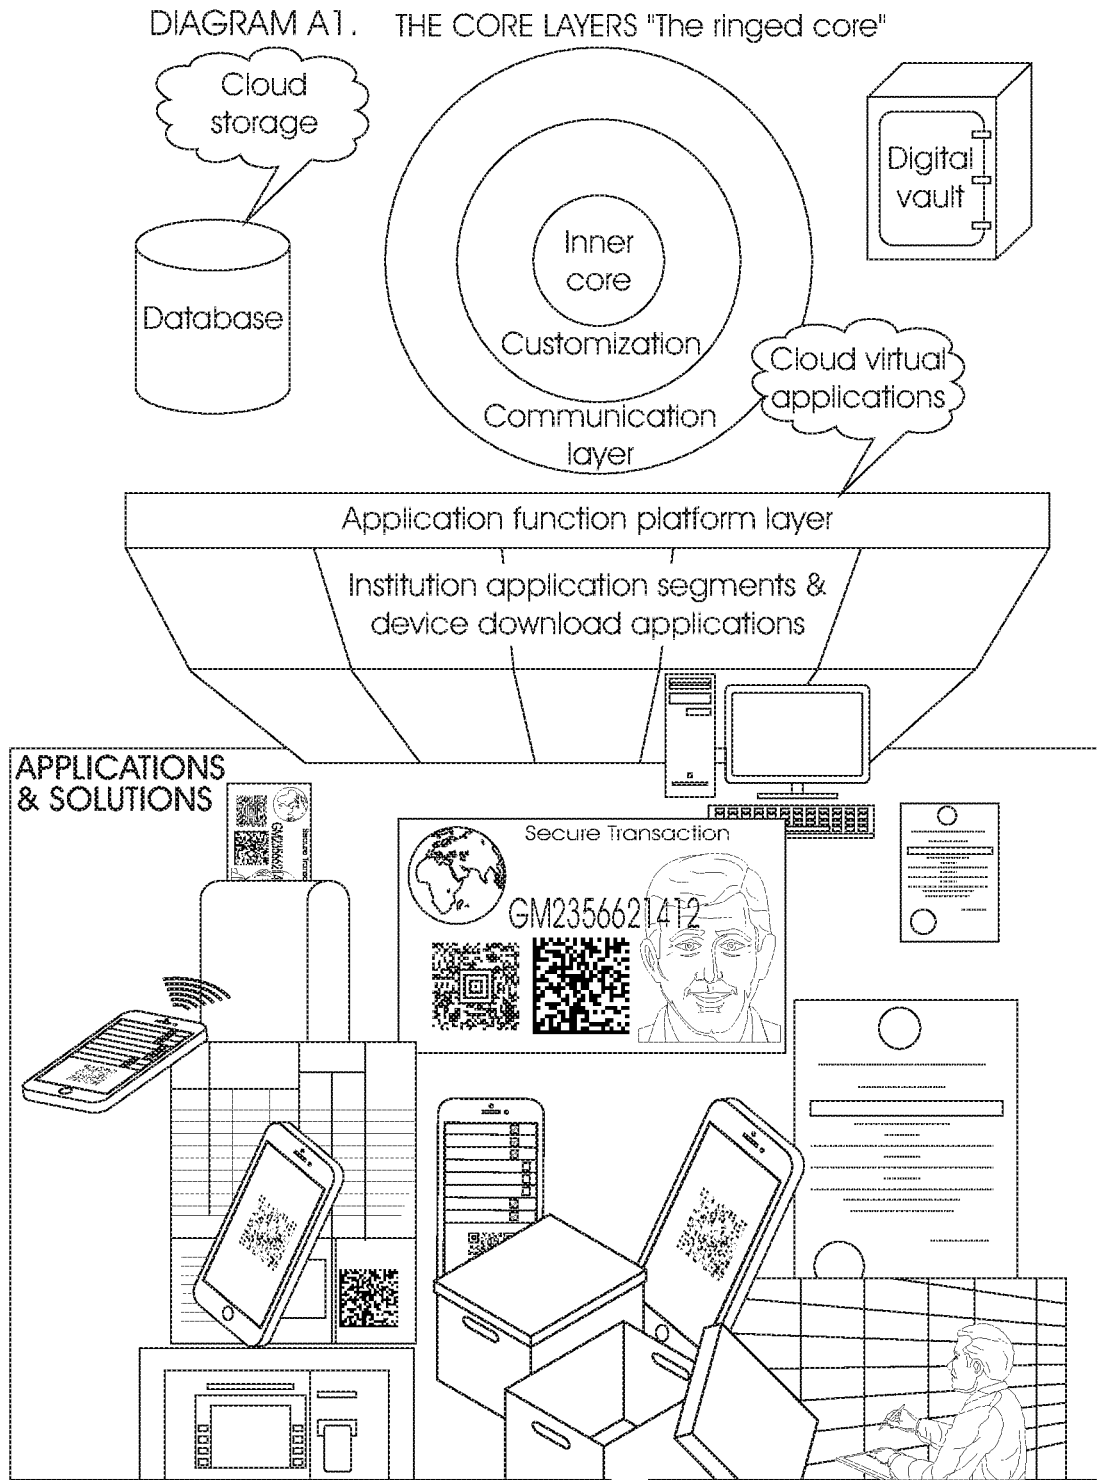 DIAGRAM A1. THE CORE LAYERS "The ringed core"
Cloud
storage
Database
Inner
core
Customization
Communication
layer
Digital
vault
Cloud virtual
applications
Application function platform layer
Institution application segments &
device download applications
APPLICATIONS
& SOLUTIONS
Secure Transaction
GM2356621412